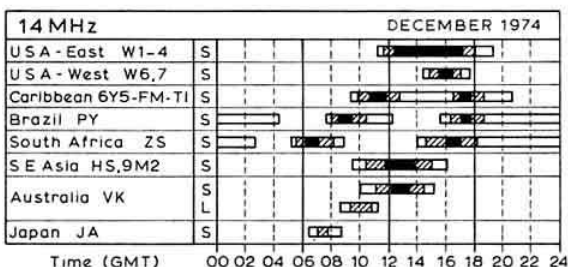 14 MHz DECEMBER 1974
USA-East W1-4 S
USA-West W6,7 S
Caribbean 6Y5-FM-TI S
Brazil PY S
South Africa ZS S
SE Asia HS,9M2 S
Australia VK S
L
Japan JA S
Time (GMT) 00 02 04 06 08 10 12 14 16 18 20 22 24